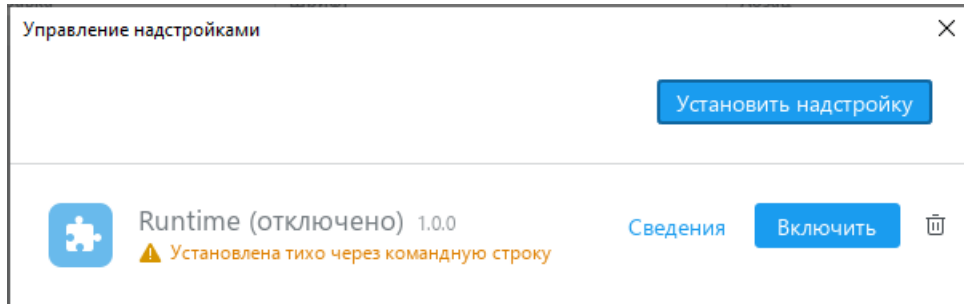 Управление надстройками
Установить надстройку
Runtime (отключено) 1.0.0
Сведения
Включить
Установлена тихо через командную строку